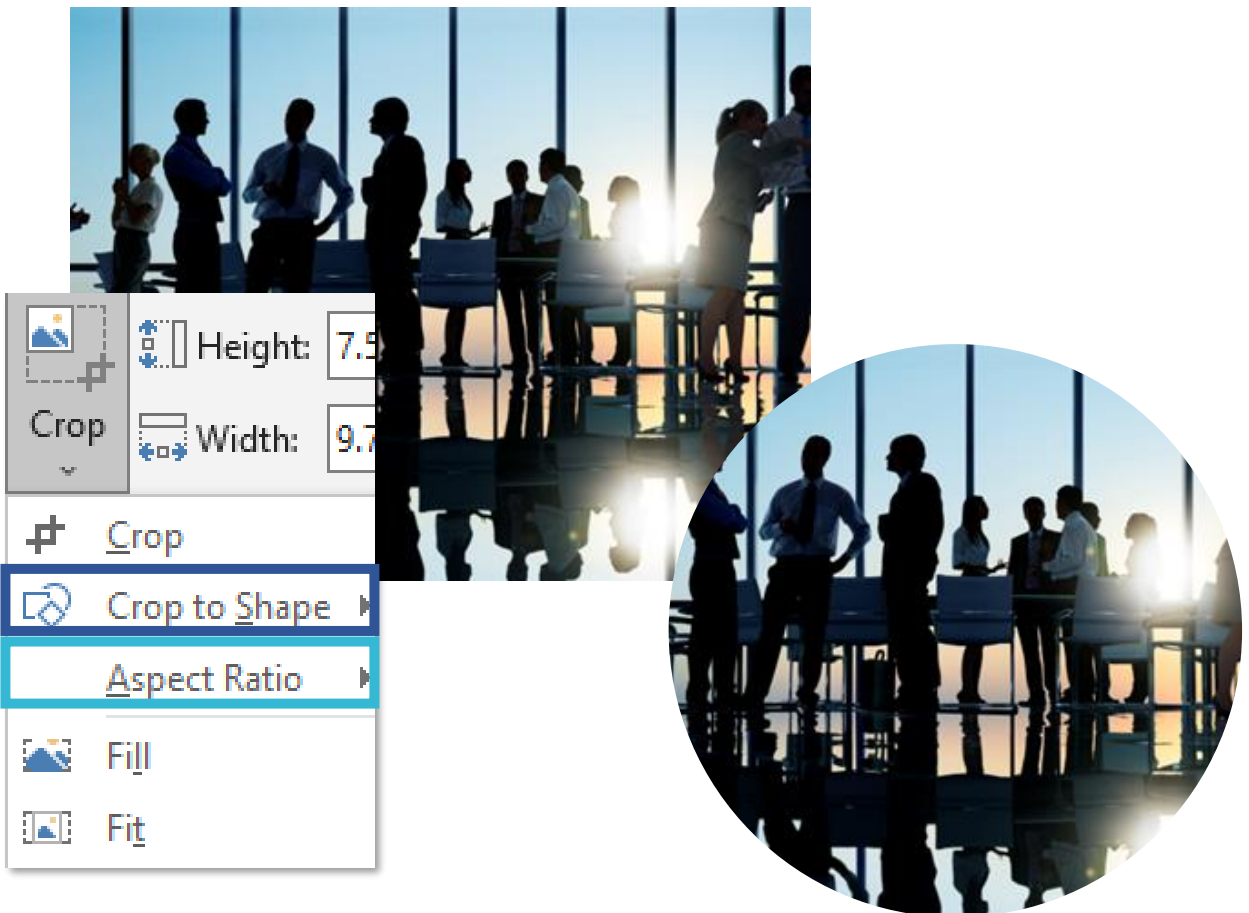 Height: 7.5
Crop
Width: 9.7
Crop
Crop to Shape
Aspect Ratio
Fill
Fit